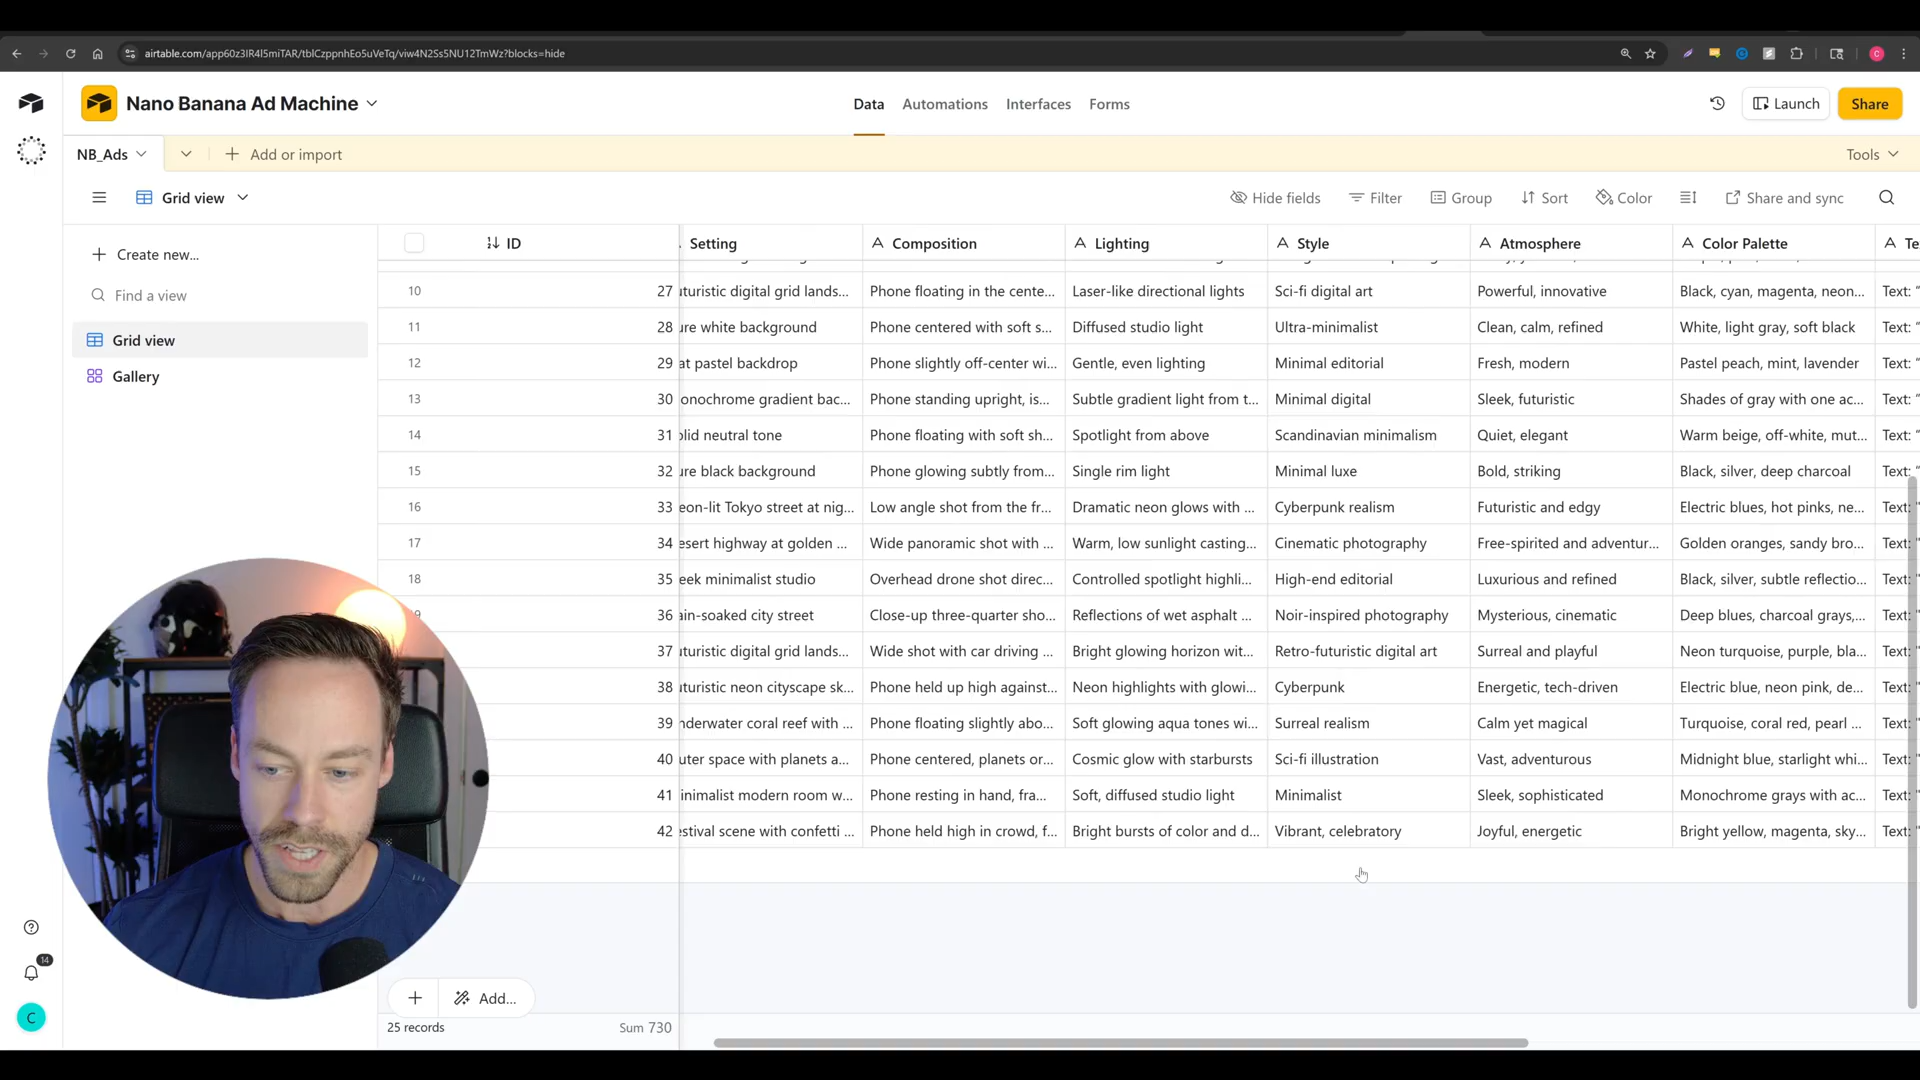 airtable.com/app60z3IR4l5miTAR/tblCzppnhEo5uVeTq/viw4N2Ss5NU12TmWz?blocks=hide
Nano Banana Ad Machine
Data Automations Interfaces Forms
Launch Share
NB_Ads Add or import Tools
Grid view Hide fields Filter Group Sort Color Share and sync
Create new...
Find a view
Grid view
Gallery
ID Setting Composition Lighting Style Atmosphere Color Palette Te
10 27 uturistic digital grid lands... Phone floating in the cente... Laser-like directional lights Sci-fi digital art Powerful, innovative Black, cyan, magenta, neon... Text: "
11 28 ure white background Phone centered with soft s... Diffused studio light Ultra-minimalist Clean, calm, refined White, light gray, soft black Text: "
12 29 at pastel backdrop Phone slightly off-center wi... Gentle, even lighting Minimal editorial Fresh, modern Pastel peach, mint, lavender Text: "
13 30 onochrome gradient bac... Phone standing upright, is... Subtle gradient light from t... Minimal digital Sleek, futuristic Shades of gray with one ac... Text: "
14 31 olid neutral tone Phone floating with soft sh... Spotlight from above Scandinavian minimalism Quiet, elegant Warm beige, off-white, mut... Text: "
15 32 ure black background Phone glowing subtly from... Single rim light Minimal luxe Bold, striking Black, silver, deep charcoal Text: "
16 33 eon-lit Tokyo street at nig... Low angle shot from the fr... Dramatic neon glows with ... Cyberpunk realism Futuristic and edgy Electric blues, hot pinks, ne... Text: "
17 34 esert highway at golden ... Wide panoramic shot with ... Warm, low sunlight casting... Cinematic photography Free-spirited and adventur... Golden oranges, sandy bro... Text: "
18 35 eek minimalist studio Overhead drone shot direc... Controlled spotlight highli... High-end editorial Luxurious and refined Black, silver, subtle reflectio... Text: "
9 36 ain-soaked city street Close-up three-quarter sho... Reflections of wet asphalt ... Noir-inspired photography Mysterious, cinematic Deep blues, charcoal grays,... Text: "
37 uturistic digital grid lands... Wide shot with car driving ... Bright glowing horizon wit... Retro-futuristic digital art Surreal and playful Neon turquoise, purple, bla... Text: "
38 uturistic neon cityscape sk... Phone held up high against... Neon highlights with glowi... Cyberpunk Energetic, tech-driven Electric blue, neon pink, de... Text: "
39 nderwater coral reef with ... Phone floating slightly abo... Soft glowing aqua tones wi... Surreal realism Calm yet magical Turquoise, coral red, pearl ... Text: "
40 uter space with planets a... Phone centered, planets or... Cosmic glow with starbursts Sci-fi illustration Vast, adventurous Midnight blue, starlight whi... Text: "
41 inimalist modern room w... Phone resting in hand, fra... Soft, diffused studio light Minimalist Sleek, sophisticated Monochrome grays with ac... Text: "
42 estival scene with confetti ... Phone held high in crowd, f... Bright bursts of color and d... Vibrant, celebratory Joyful, energetic Bright yellow, magenta, sky... Text: "
14
C
Add...
25 records Sum 730